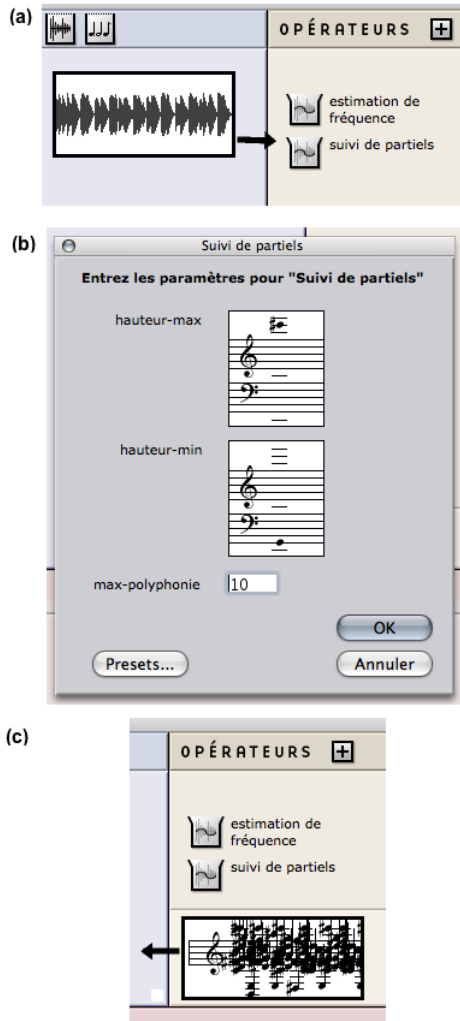 (a)
OPÉRATEURS
estimation de
fréquence
suivi de partiels
(b)
Suivi de partiels
Entrez les paramètres pour "Suivi de partiels"
hauteur-max
hauteur-min
max-polyphonie
10
OK
Presets...
Annuler
(c)
OPÉRATEURS
estimation de
fréquence
suivi de partiels